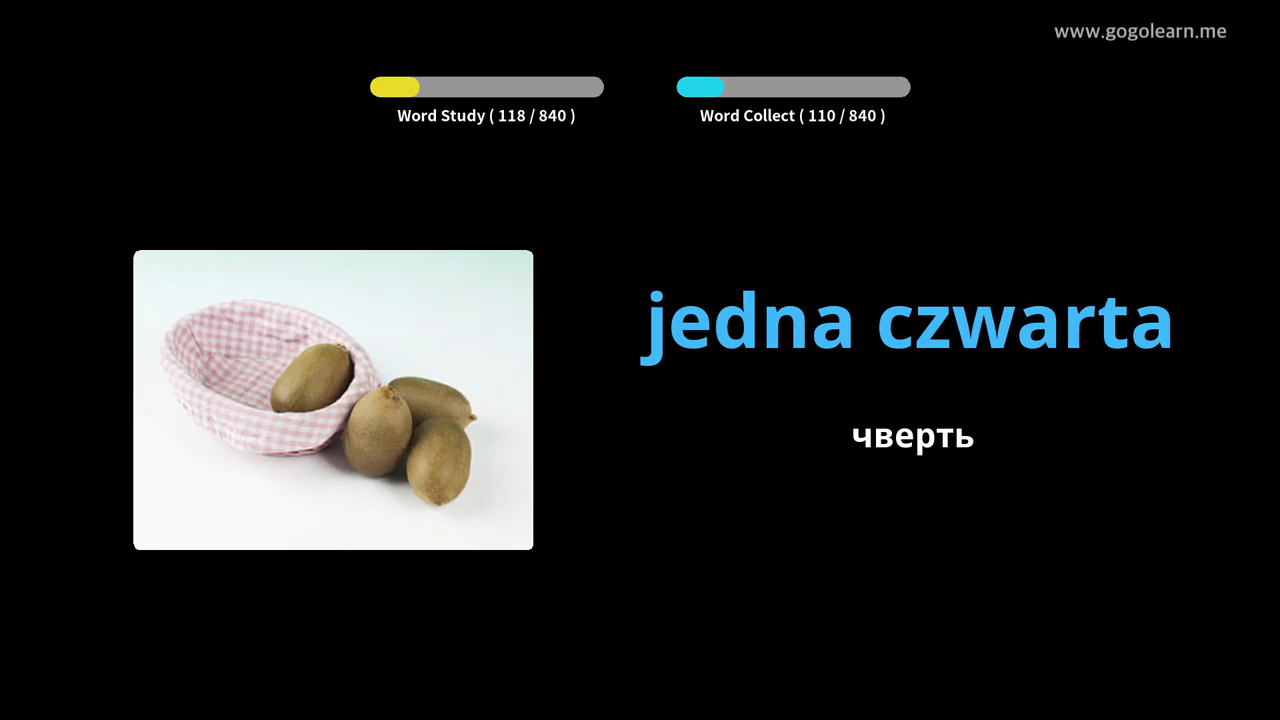 www.gogolearn.me
Word Study ( 118 / 840 )
Word Collect ( 110 / 840 )
jedna czwarta
чверть